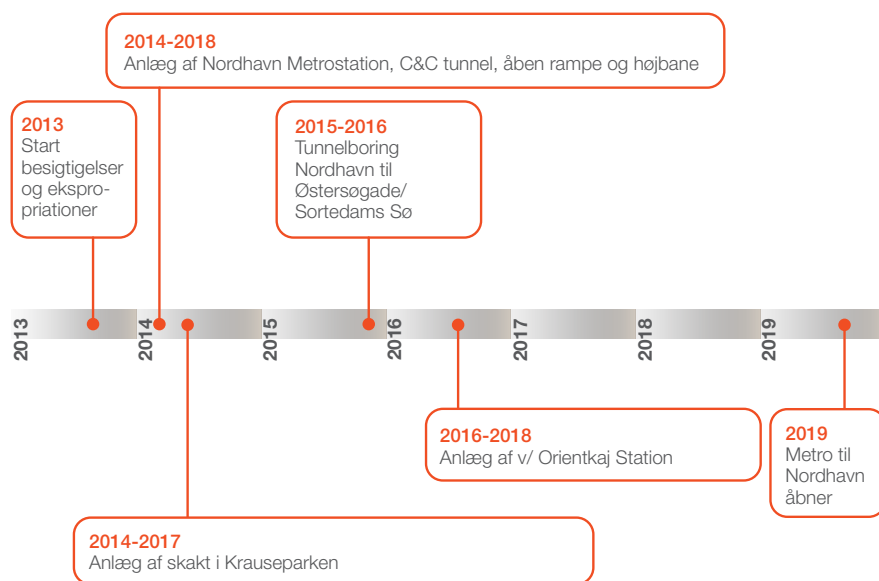 2014-2018
Anlæg af Nordhavn Metrostation, C&C tunnel, åben rampe og højbane
2013
Start
besigtigelser
og ekspro-
priationer
2015-2016
Tunnelboring
Nordhavn til
Østersøgade/
Sortedams Sø
2013
2014
2015
2016
2017
2018
2019
2016-2018
Anlæg af v/ Orientkaj Station
2019
Metro til
Nordhavn
åbner
2014-2017
Anlæg af skakt i Krauseparken